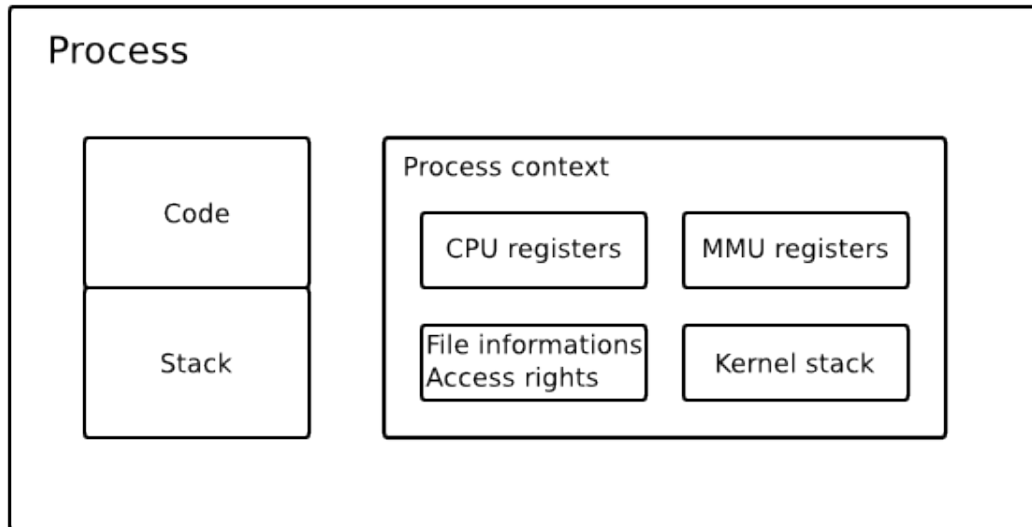 Process
Code
Stack
Process context
CPU registers
MMU registers
File informations
Access rights
Kernel stack